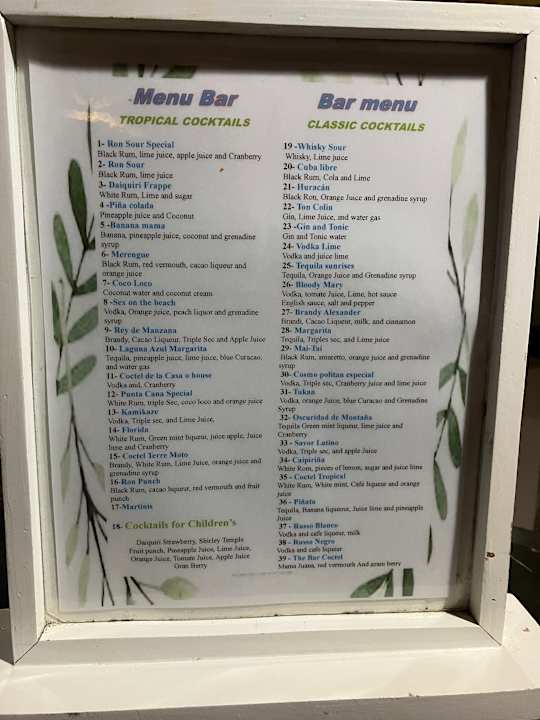 Menu Bar
TROPICAL COCKTAILS
1- Ron Sour Special
Black Rum, lime juice, apple juice and Cranberry
2- Ron Sour
Black Rum, lime juice
3- Daiquiri Frappe
White Rum, Lime and sugar
4 -Piña colada
Pineapple juice and Coconut
5 -Banana mama
Banana, pineapple juice, coconut and grenadine
syrup
6- Merengue
Black Rum, red vermouth, cacao liqueur and
orange juice
7- Coco Loco
Coconut water and coconut cream
8 -Sex on the beach
Vodka, Orange juice, peach liquor and grenadine
syrup
9- Rey de Manzana
Brandy, Cacao Liqueur, Triple Sec and Apple Juice
10- Laguna Azul Margarita
Tequila, pineapple juice, lime juice, blue Curacao,
and water gas
11- Coctel de la Casa o house
Vodka and, Cranberry
12- Punta Cana Special
White Rum, triple Sec, coco loco and orange juice
13- Kamikaze
Vodka, Triple sec, and Lime Juice,
14- Florida
White Rum, Green mint liqueur, juice apple, Juice
lime and Cranberry
15- Coctel Terre Moto
Brandy, White Rum, Lime Juice, orange juice and
grenadine syrup
16-Ron Punch
Black Rum, cacao liqueur, red vermouth and fruit
punch
17-Martinis
18- Cocktails for Children's
Daiquiri Strawberry, Shirley Temple
Fruit punch, Pineapple Juice, Lime Juice,
Orange Juice, Tomato Juice, Apple Juice
Gran Berry
Bar menu
CLASSIC COCKTAILS
19 -Whisky Sour
Whisky, Lime juice
20- Cuba libre
Black Rum, Cola and Lime
21- Huracán
Black Ron, Orange Juice and grenadine syrup
22- Ton Colin
Gin, Lime Juice, and water gas
23 -Gin and Tonic
Gin and Tonic water
24- Vodka Lime
Vodka and juice lime
25- Tequila sunrises
Tequila, Orange Juice and Grenadine syrup
26- Bloody Mary
Vodka, tomate Juice, Lime, hot sauce
English sauce, salt and pepper
27- Brandy Alexander
Brandi, Cacao Liqueur, milk, and cinnamon
28- Margarita
Tequila, Triples sec, and Lime juice
29- Mai-Tai
Black Rum, amaretto, orange juice and grenadine
syrup
30- Cosmo politan especial
Vodka, Triple sec, Cranberry juice and lime juice
31- Tukan
Vodka, orange Juice, blue Curacao and Grenadine
Syrup
32- Oscuridad de Montaña
Tequila Green mint liqueur, lime juice and
Cranberry
33 - Savor Latino
Vodka, Triple sec, and apple Juice
34- Caipiriña
White Rom, pieces of lemon, sugar and juice lime
35 - Coctel Tropical
White Rum, White mint, Café liqueur and orange
juice
36 - Piñato
Tequila, Banana liqueour, Juice lime and pineapple
Juice
37 - Russo Blanco
Vodka and cafe liqueur, milk
38 - Russo Negro
Vodka and café liqueur
39 - The Bar Coctel
Mama Juana, red vermouth And gran berry